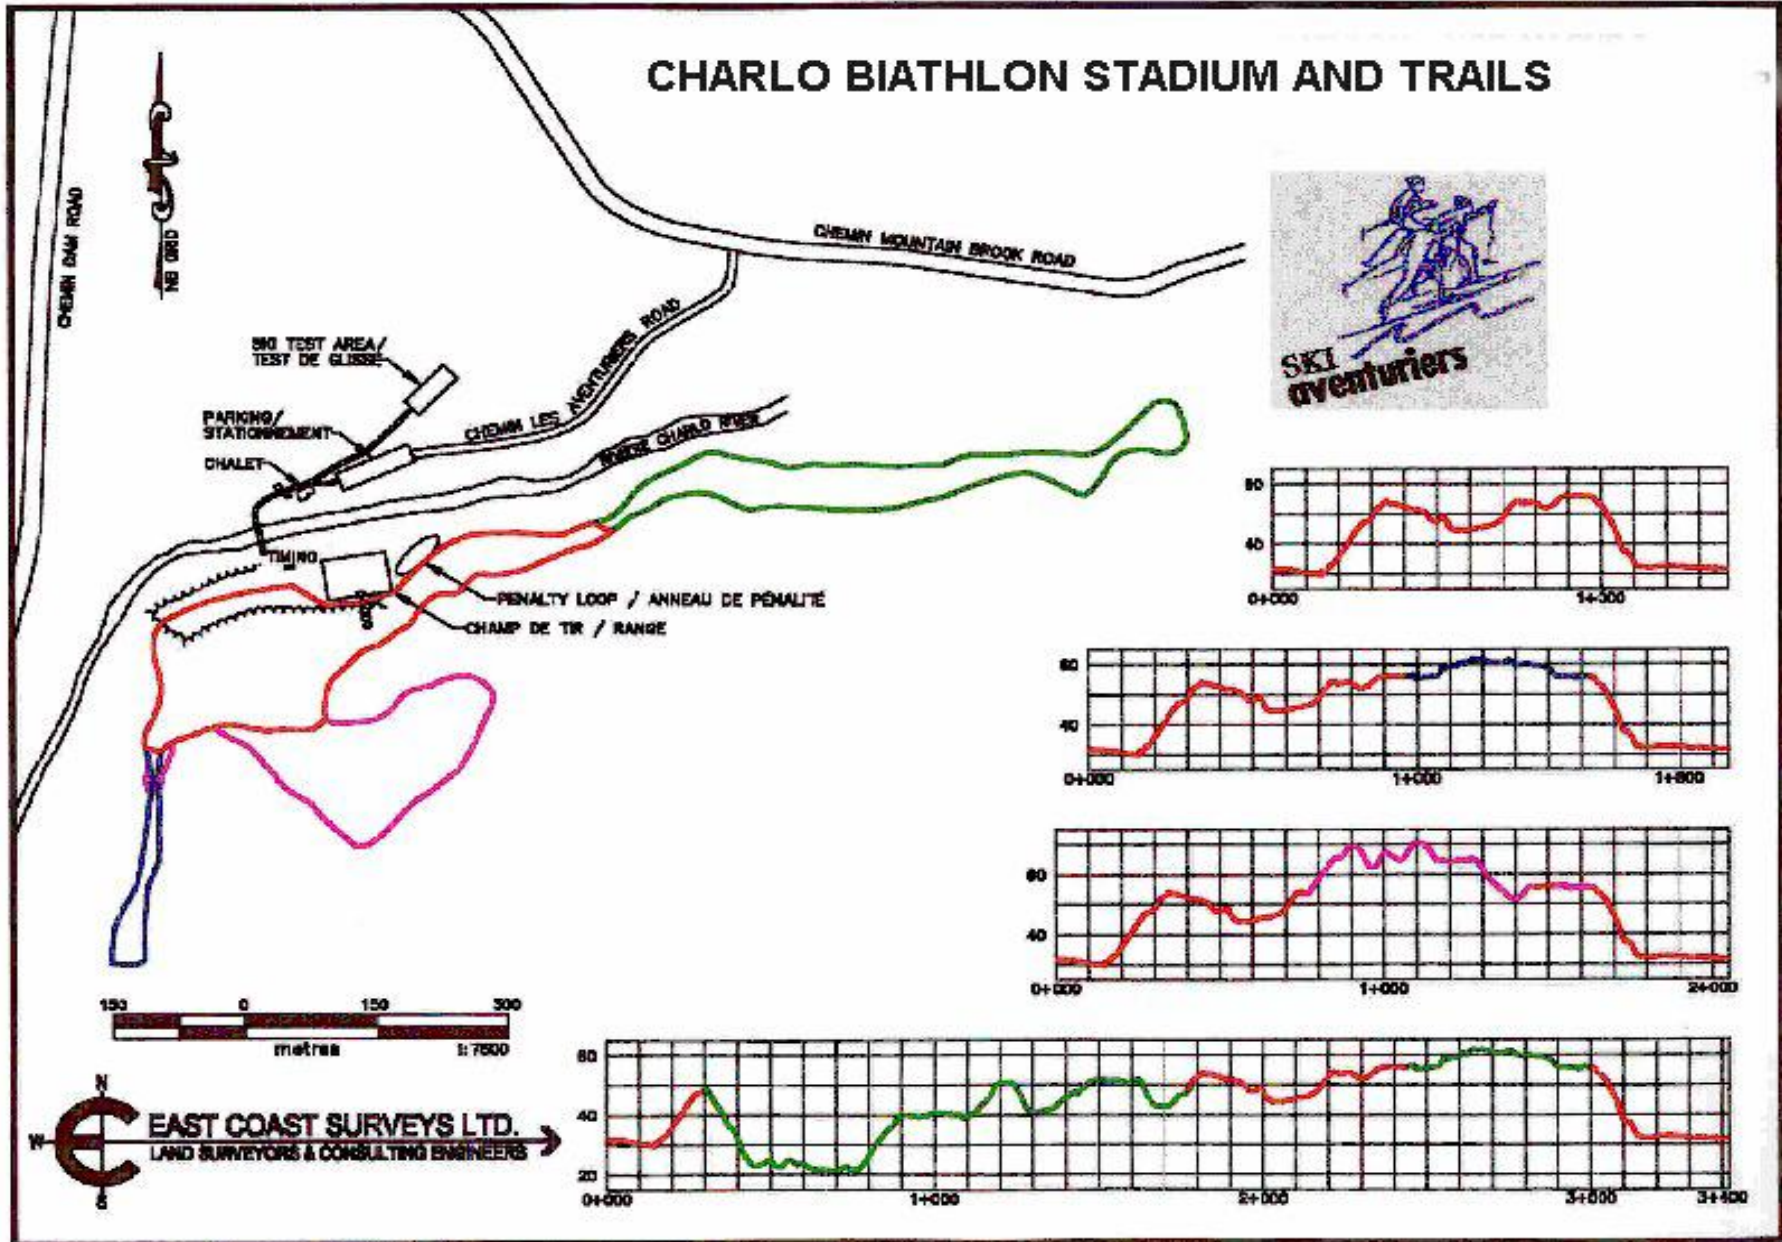 CHARLO BIATHLON STADIUM AND TRAILS
CHEMIN DAM ROAD
NB GRID
CHEMIN MOUNTAIN BROOK ROAD
SKI TEST AREA/
TEST DE GLISSE
PARKING/
STATIONNEMENT
CHALET
CHEMIN LES AVENTURIERS ROAD
RIVIERE CHARLO RIVER
TIMING
PENALTY LOOP / ANNEAU DE PÉNALITÉ
CHAMP DE TIR / RANGE
SKI
aventuriers
60
40
0+000 1+000
60
40
0+000 1+000
60
40
0+000 1+000 2+000
60
40
20
0+000 1+000 2+000 3+000 3+400
150 0 150 300
metres 1:7500
N
W
S
EAST COAST SURVEYS LTD.
LAND SURVEYORS & CONSULTING ENGINEERS